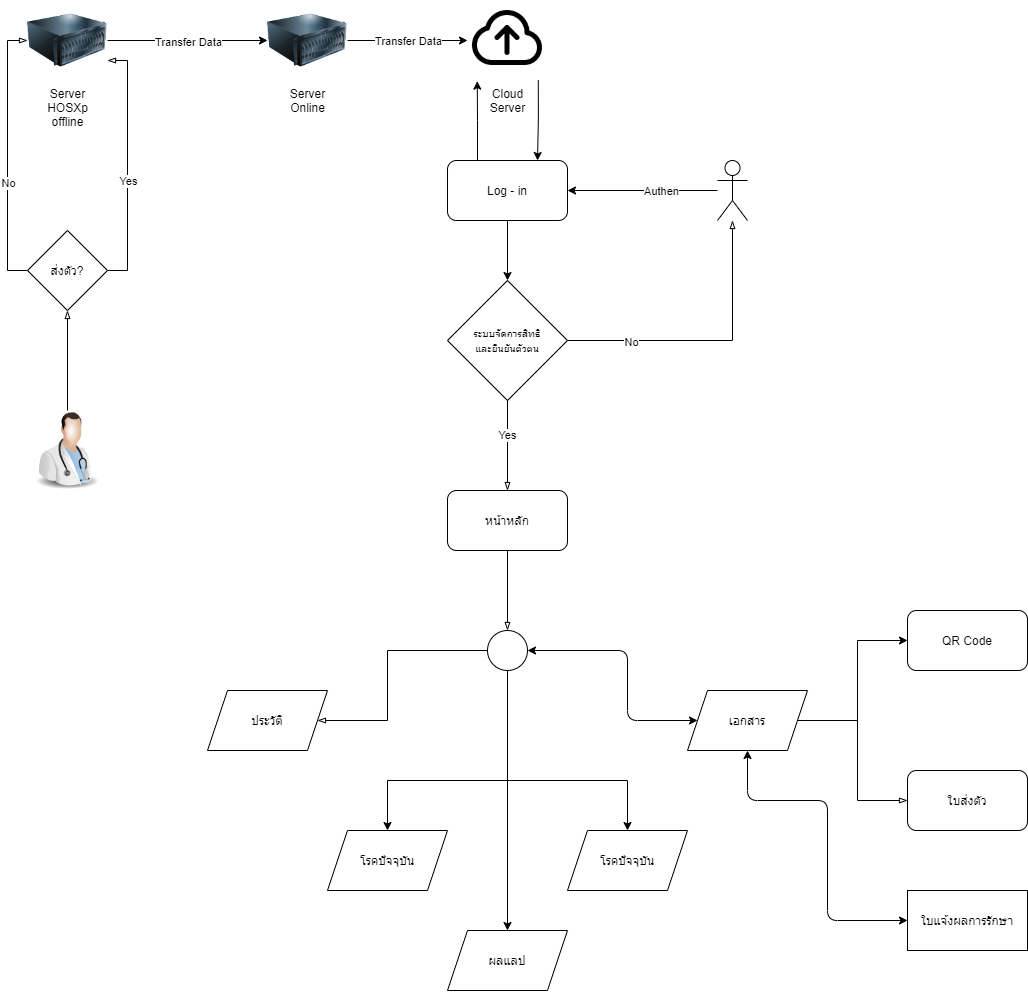 Transfer Data
Transfer Data
Server
HOSXp
offline
Server
Online
Cloud
Server
No
Yes
Log - in
Authen
ส่งตัว?
ระบบจัดการสิทธิ
และยืนยันตัวตน
No
Yes
หน้าหลัก
QR Code
ประวัติ
เอกสาร
ใบส่งตัว
โรคปัจจุบัน
โรคปัจจุบัน
ใบแจ้งผลการรักษา
ผลแลป